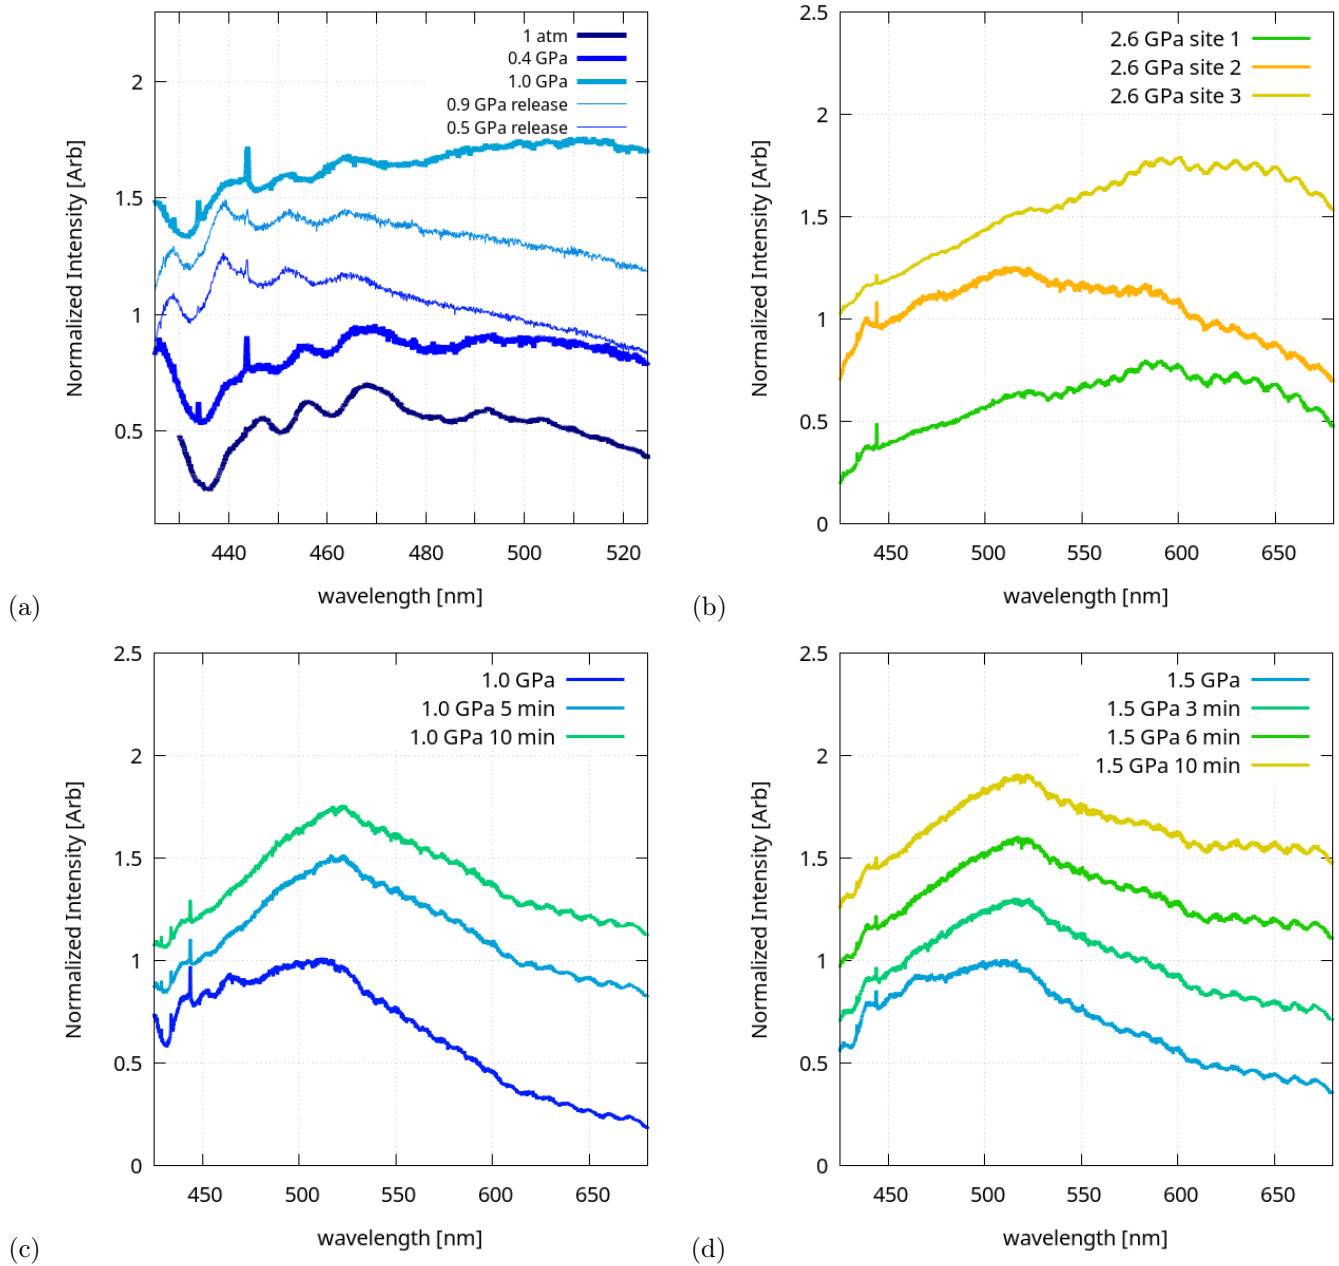 1 atm
0.4 GPa
1.0 GPa
0.9 GPa release
0.5 GPa release
2
1.5
1
0.5
Normalized Intensity [Arb]
440 460 480 500 520
wavelength [nm]
(a)
2.6 GPa site 1
2.6 GPa site 2
2.6 GPa site 3
2.5
2
1.5
1
0.5
0
Normalized Intensity [Arb]
450 500 550 600 650
wavelength [nm]
(b)
1.0 GPa
1.0 GPa 5 min
1.0 GPa 10 min
2.5
2
1.5
1
0.5
0
Normalized Intensity [Arb]
450 500 550 600 650
wavelength [nm]
(c)
1.5 GPa
1.5 GPa 3 min
1.5 GPa 6 min
1.5 GPa 10 min
2.5
2
1.5
1
0.5
0
Normalized Intensity [Arb]
450 500 550 600 650
wavelength [nm]
(d)